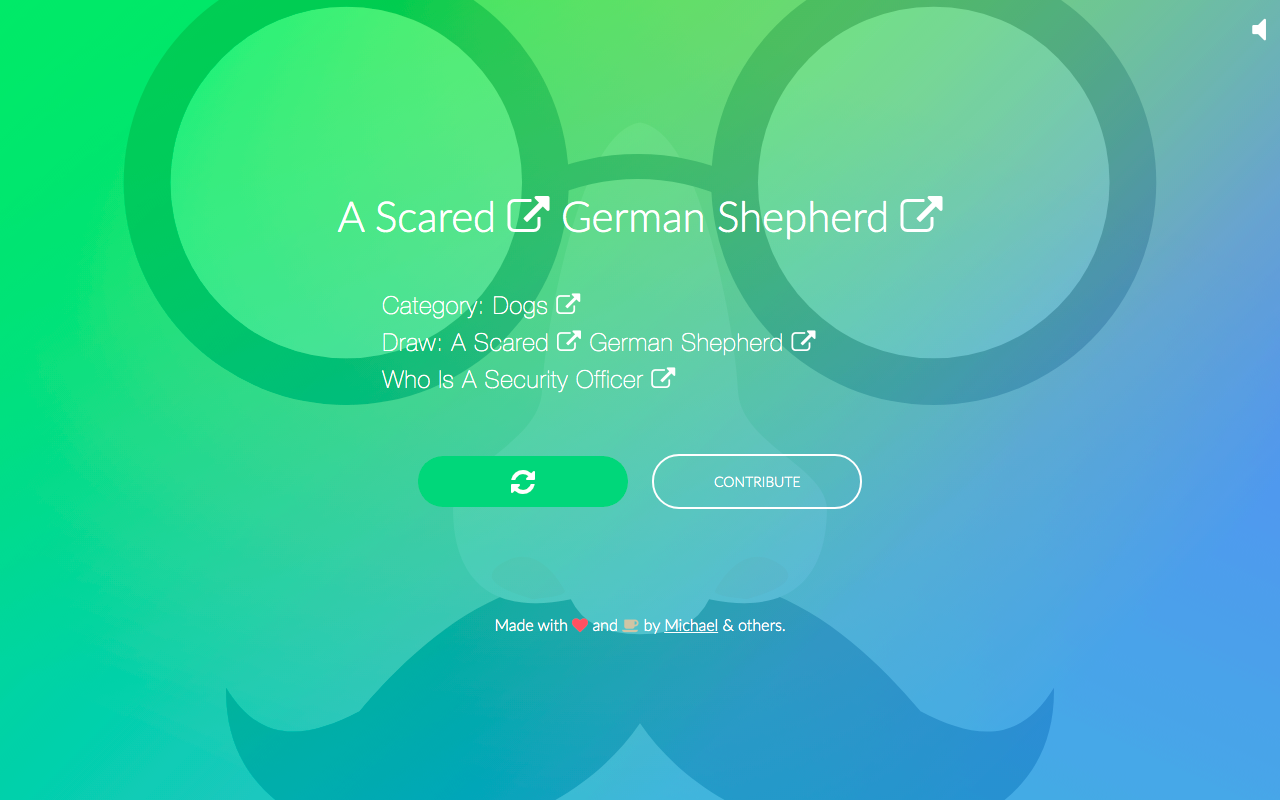 A Scared German Shepherd
Category: Dogs
Draw: A Scared German Shepherd
Who Is A Security Officer
CONTRIBUTE
Made with and by Michael & others.